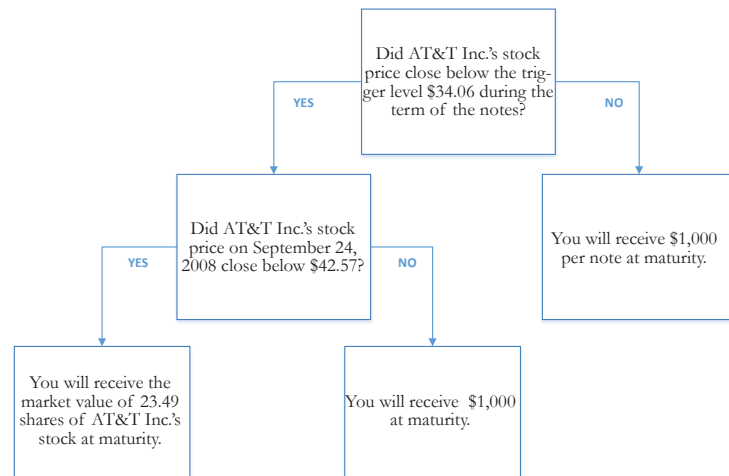 Did AT&T Inc.'s stock
price close below the trig-
ger level $34.06 during the
term of the notes?
YES
NO
Did AT&T Inc.'s stock
price on September 24,
2008 close below $42.57?
You will receive $1,000
per note at maturity.
YES
NO
You will receive the
market value of 23.49
shares of AT&T Inc.'s
stock at maturity.
You will receive $1,000
at maturity.